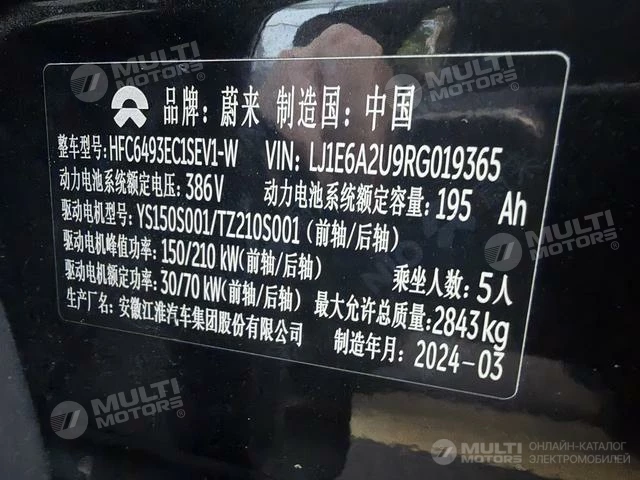 MULTI MOTORS
MULTI MOTORS
品牌: 蔚来 制造国: 中国
整车型号: HFC6493EC1SEV1-W VIN: LJ1E6A2U9RG019365
动力电池系统额定电压: 386V 动力电池系统额定容量: 195 Ah
驱动电机型号: YS150S001/TZ210S001 (前轴/后轴)
驱动电机峰值功率: 150/210 kW(前轴/后轴)
驱动电机额定功率: 30/70 kW(前轴/后轴) 乘坐人数: 5人
生产厂名: 安徽江淮汽车集团股份有限公司 最大允许总质量: 2843kg
制造年月: 2024-03
MULTI MOTORS
MULTI MOTORS
MULTI MOTORS
ОНЛАЙН-КАТАЛОГ
ЭЛЕКТРОМОБИЛЕЙ